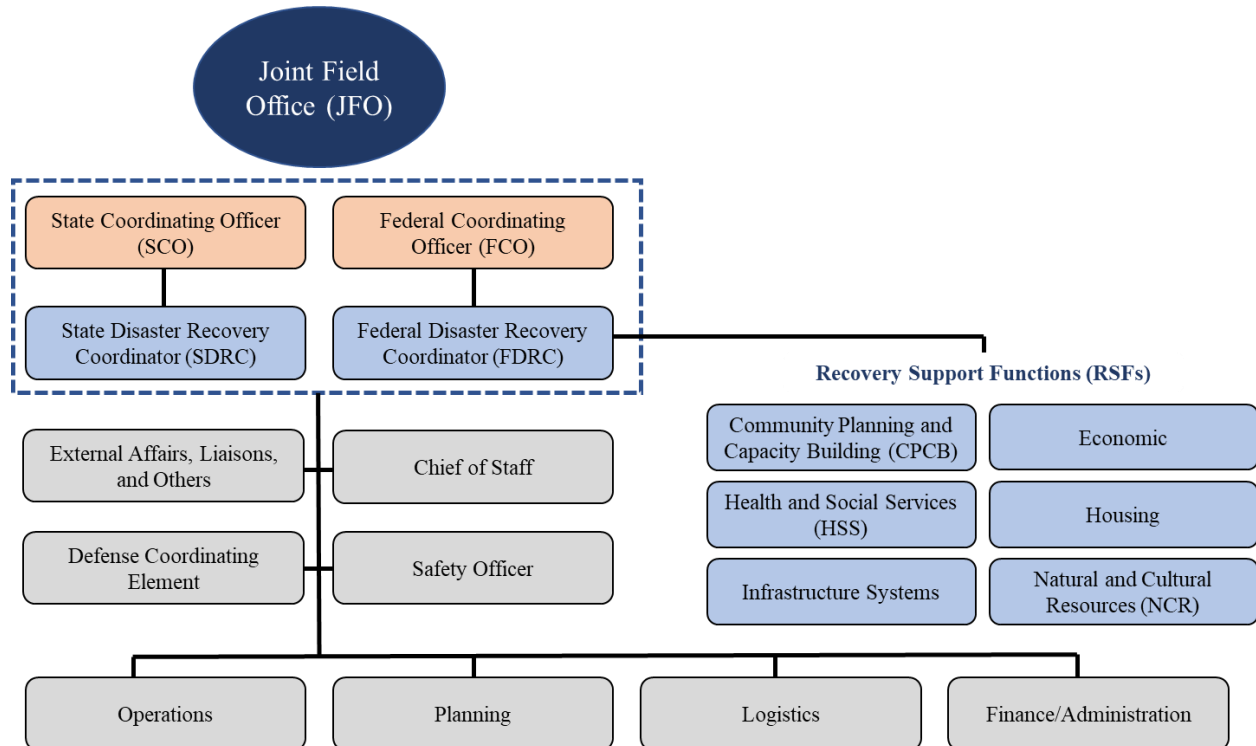 Joint Field
Office (JFO)
State Coordinating Officer
(SCO)
Federal Coordinating
Officer (FCO)
State Disaster Recovery
Coordinator (SDRC)
Federal Disaster Recovery
Coordinator (FDRC)
Recovery Support Functions (RSFs)
Community Planning and
Capacity Building (CPCB)
Economic
Health and Social Services
(HSS)
Housing
Infrastructure Systems
Natural and Cultural
Resources (NCR)
External Affairs, Liaisons,
and Others
Chief of Staff
Defense Coordinating
Element
Safety Officer
Operations
Planning
Logistics
Finance/Administration